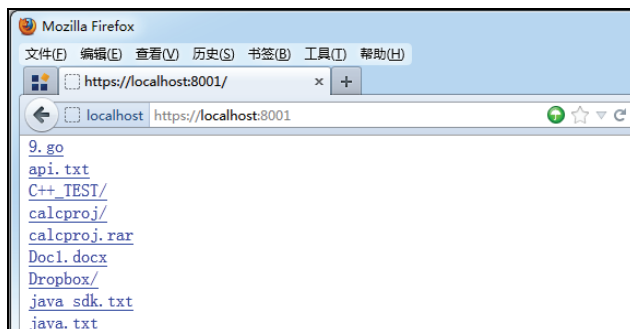 Mozilla Firefox
文件(F) 编辑(E) 查看(V) 历史(S) 书签(B) 工具(T) 帮助(H)
https://localhost:8001/
localhost https://localhost:8001
9.go
api.txt
C++_TEST/
calcproj/
calcproj.rar
Doc1.docx
Dropbox/
java sdk.txt
java.txt